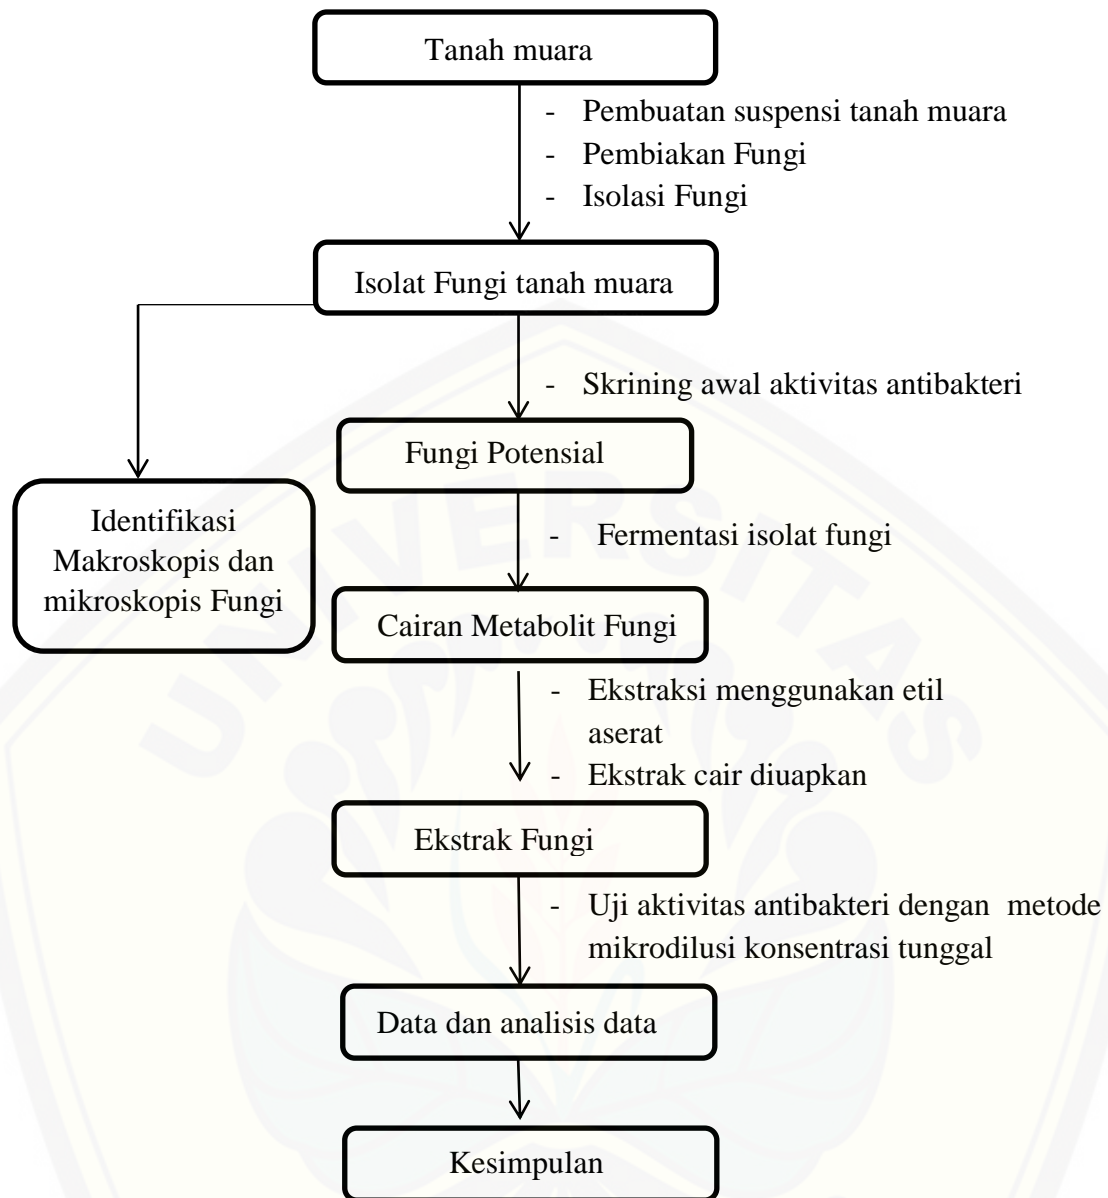 Tanah muara
- Pembuatan suspensi tanah muara
- Pembiakan Fungi
- Isolasi Fungi
Isolat Fungi tanah muara
- Skrining awal aktivitas antibakteri
Fungi Potensial
Identifikasi
Makroskopis dan
mikroskopis Fungi
- Fermentasi isolat fungi
Cairan Metabolit Fungi
- Ekstraksi menggunakan etil
aserat
- Ekstrak cair diuapkan
Ekstrak Fungi
- Uji aktivitas antibakteri dengan metode
mikrodilusi konsentrasi tunggal
Data dan analisis data
Kesimpulan
UNIVERSITAS